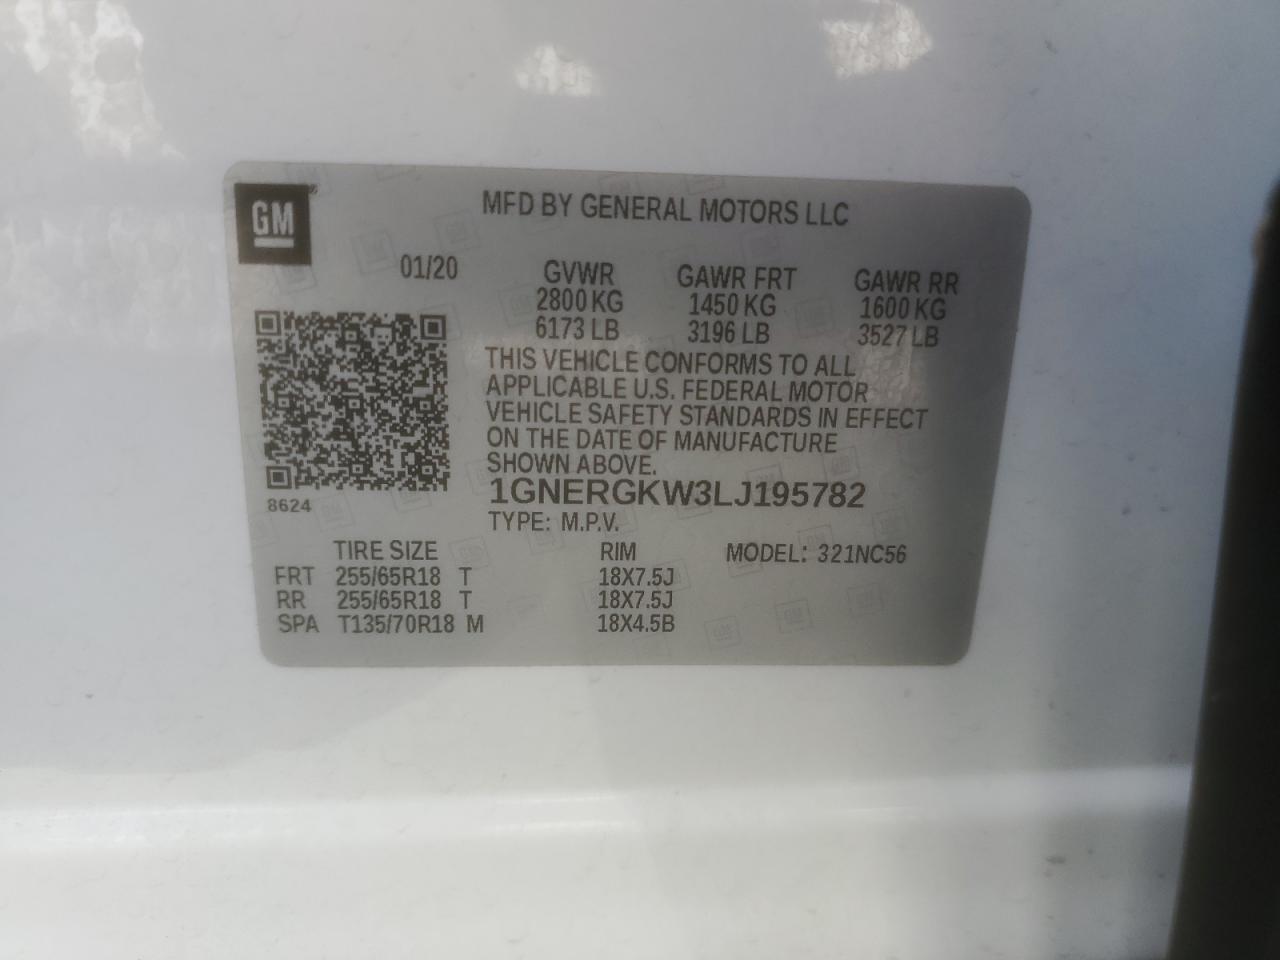 GM
MFD BY GENERAL MOTORS LLC
01/20
GVWR GAWR FRT GAWR RR
2800 KG 1450 KG 1600 KG
6173 LB 3196 LB 3527 LB
THIS VEHICLE CONFORMS TO ALL
APPLICABLE U.S. FEDERAL MOTOR
VEHICLE SAFETY STANDARDS IN EFFECT
ON THE DATE OF MANUFACTURE
SHOWN ABOVE.
1GNERGKW3LJ195782
8624
TYPE: M.P.V.
TIRE SIZE RIM MODEL: 321NC56
FRT 255/65R18 T 18X7.5J
RR 255/65R18 T 18X7.5J
SPA T135/70R18 M 18X4.5B